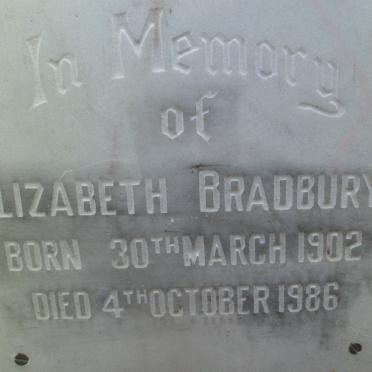 In Memory
of
LIZABETH BRADBURY
BORN 30TH MARCH 1902
DIED 4TH OCTOBER 1986